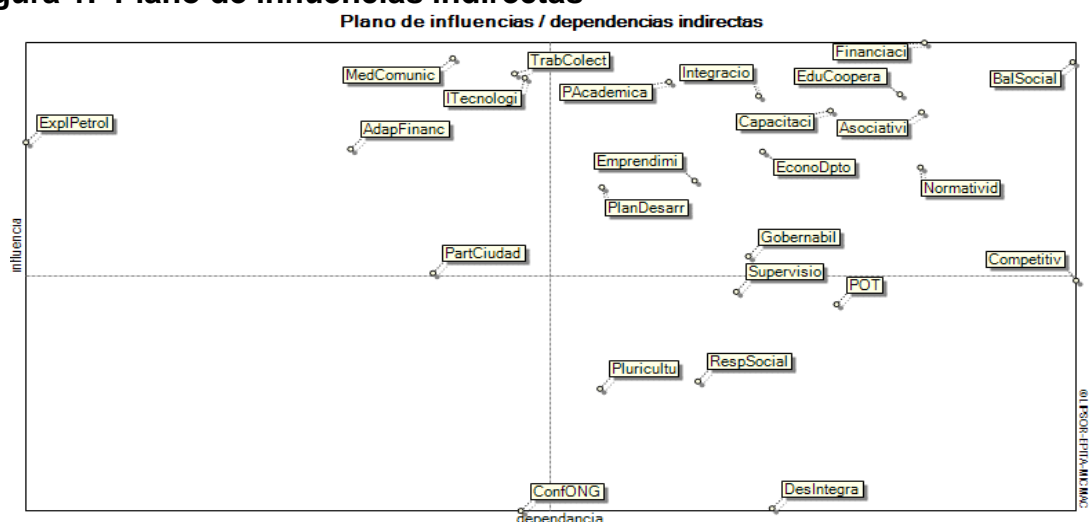 gura 1. Plano de influencias indirectas
Plano de influencias / dependencias indirectas
Financiaci
TrabColect
MedComunic
Integracio
EduCoopera
BalSocial
ITecnologi
PAcademica
ExplPetrol
AdapFinanc
Capacitaci
Asociativi
Emprendimi
EconoDpto
Normativid
PlanDesarr
influencia
Gobernabil
PartCiudad
Competitiv
Supervisio
POT
Pluricultu
RespSocial
ConfONG
DesIntegra
dependancia
©LIPSOR-EPITA-MICMAC